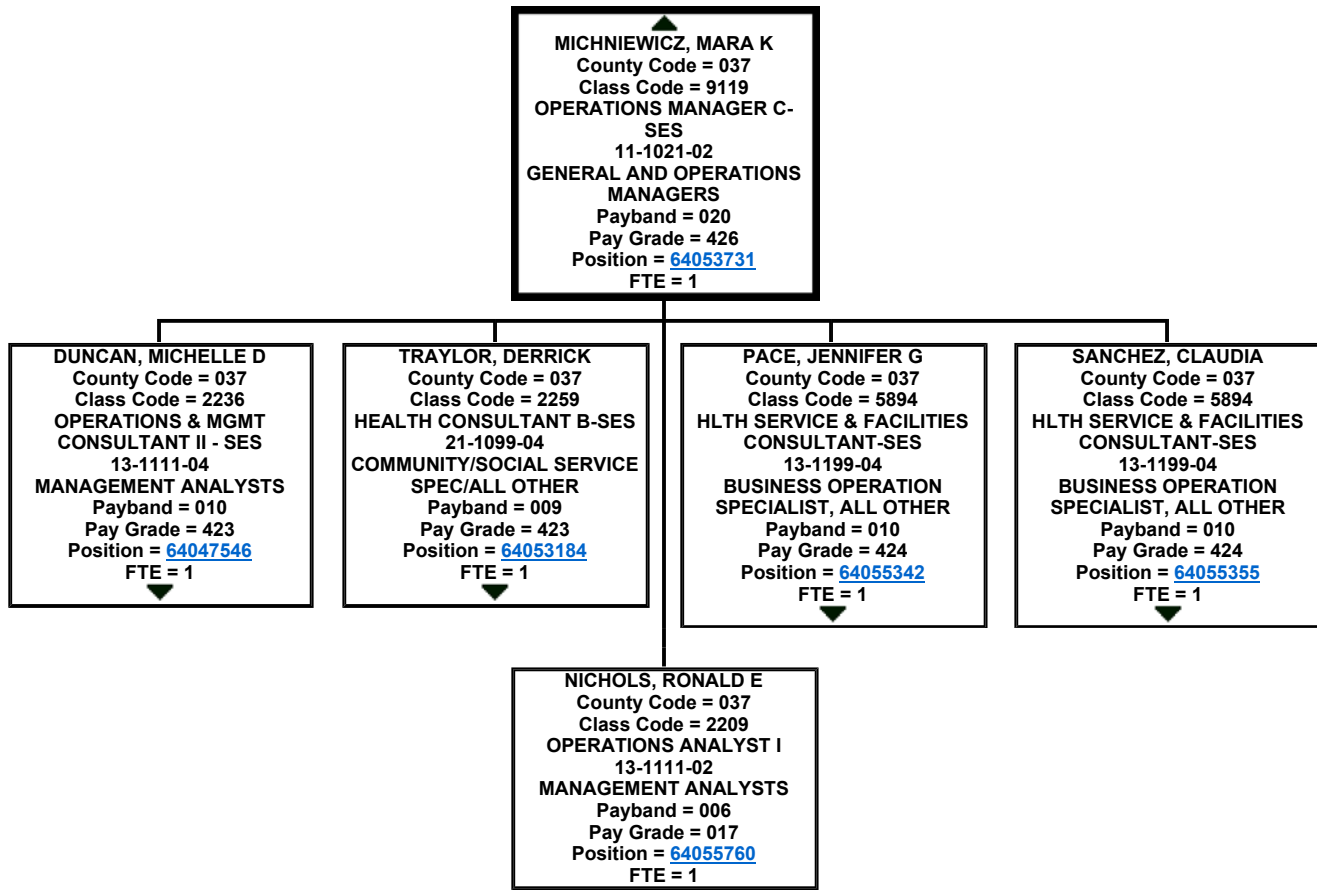 MICHNIEWICZ, MARA K
County Code = 037
Class Code = 9119
OPERATIONS MANAGER C-
SES
11-1021-02
GENERAL AND OPERATIONS
MANAGERS
Payband = 020
Pay Grade = 426
Position = 64053731
FTE = 1
DUNCAN, MICHELLE D
County Code = 037
Class Code = 2236
OPERATIONS & MGMT
CONSULTANT II - SES
13-1111-04
MANAGEMENT ANALYSTS
Payband = 010
Pay Grade = 423
Position = 64047546
FTE = 1
TRAYLOR, DERRICK
County Code = 037
Class Code = 2259
HEALTH CONSULTANT B-SES
21-1099-04
COMMUNITY/SOCIAL SERVICE
SPEC/ALL OTHER
Payband = 009
Pay Grade = 423
Position = 64053184
FTE = 1
PACE, JENNIFER G
County Code = 037
Class Code = 5894
HLTH SERVICE & FACILITIES
CONSULTANT-SES
13-1199-04
BUSINESS OPERATION
SPECIALIST, ALL OTHER
Payband = 010
Pay Grade = 424
Position = 64055342
FTE = 1
SANCHEZ, CLAUDIA
County Code = 037
Class Code = 5894
HLTH SERVICE & FACILITIES
CONSULTANT-SES
13-1199-04
BUSINESS OPERATION
SPECIALIST, ALL OTHER
Payband = 010
Pay Grade = 424
Position = 64055355
FTE = 1
NICHOLS, RONALD E
County Code = 037
Class Code = 2209
OPERATIONS ANALYST I
13-1111-02
MANAGEMENT ANALYSTS
Payband = 006
Pay Grade = 017
Position = 64055760
FTE = 1